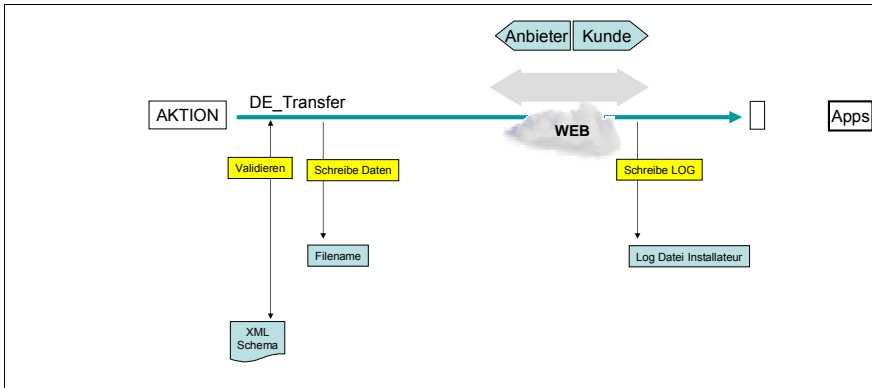 Anbieter Kunde
DE_Transfer
AKTION
WEB
Apps
Validieren
Schreibe Daten
Schreibe LOG
Filename
Log Datei Installateur
XML
Schema